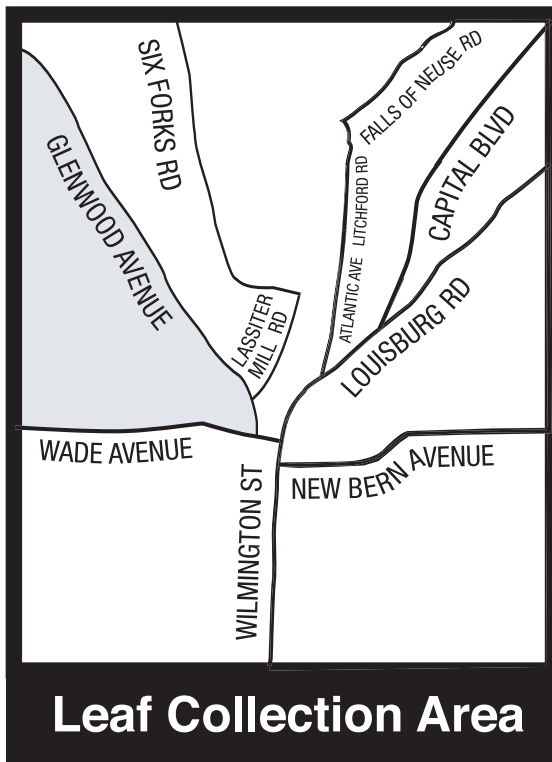 SIX FORKS RD
FALLS OF NEUSE RD
GLENWOOD AVENUE
CAPITAL BLVD
ATLANTIC AVE LITCHFORD RD
LASSITER
MILL RD
LOUISBURG RD
WADE AVENUE
NEW BERN AVENUE
WILMINGTON ST
Leaf Collection Area